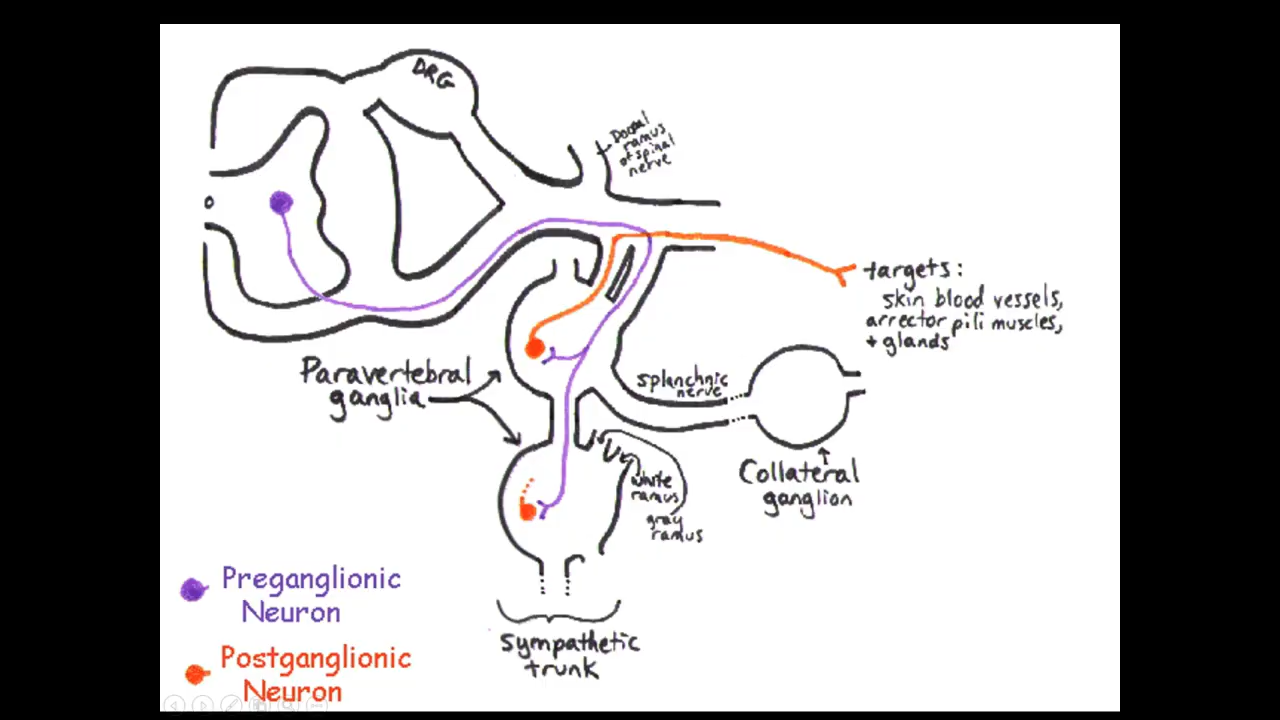 DRG
Dorsal
ramus
of spinal
nerve
targets:
skin blood vessels,
arrector pili muscles,
+ glands
Paravertebral
ganglia
splanchnic
nerve
Collateral
ganglion
white
ramus
gray
ramus
Preganglionic
Neuron
Postganglionic
Neuron
Sympathetic
trunk